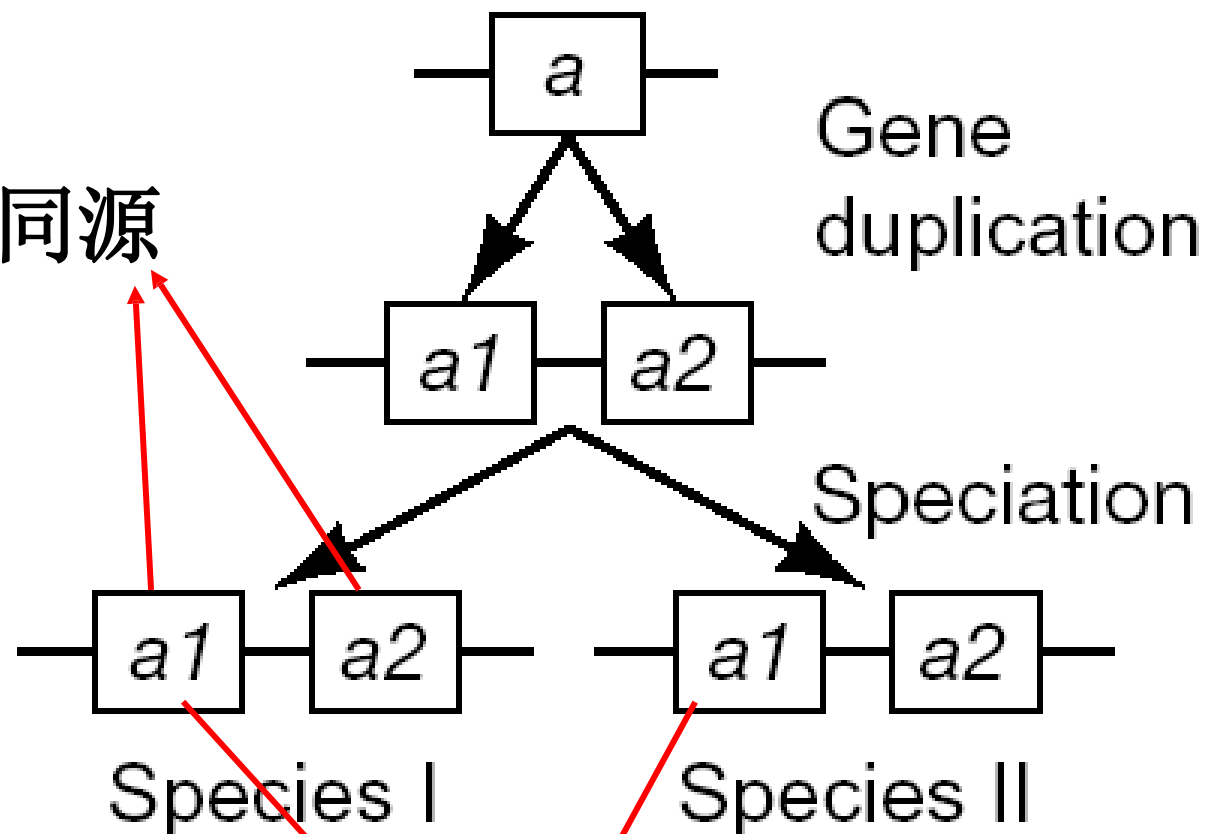 a
Gene
duplication
同源
a1 a2
Speciation
a1 a2 a1 a2
Species I Species II